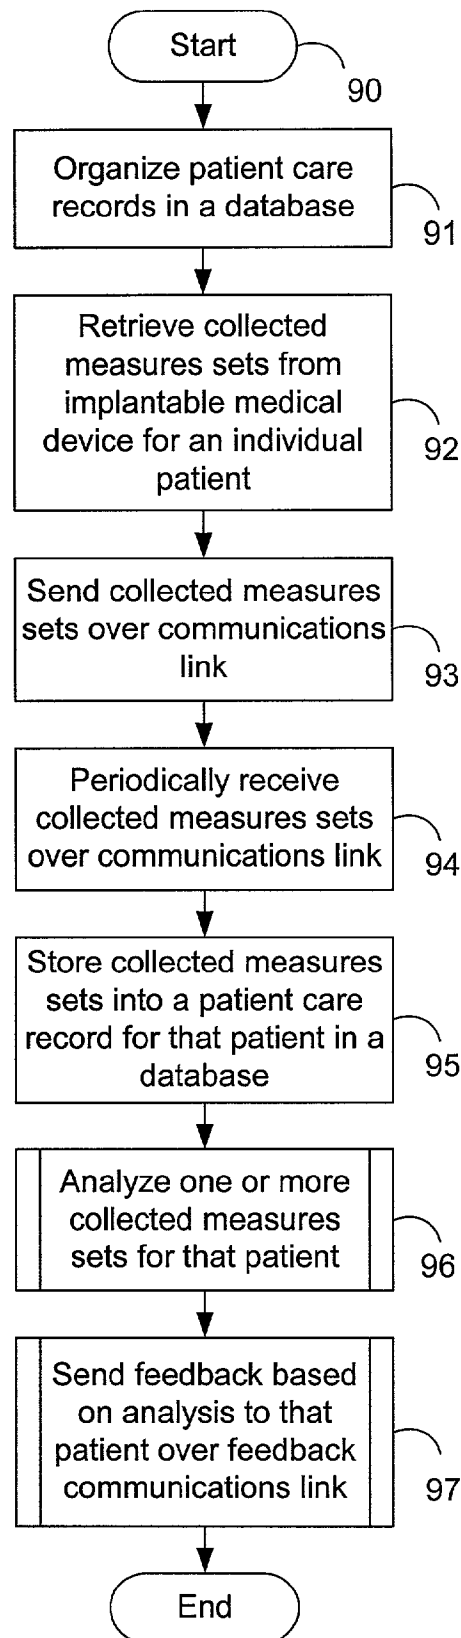 Start
90
Organize patient care
records in a database
91
Retrieve collected
measures sets from
implantable medical
device for an individual
patient
92
Send collected measures
sets over communications
link
93
Periodically receive
collected measures sets
over communications link
94
Store collected measures
sets into a patient care
record for that patient in a
database
95
Analyze one or more
collected measures
sets for that patient
96
Send feedback based
on analysis to that
patient over feedback
communications link
97
End